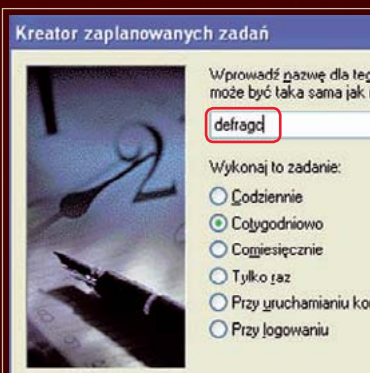 Kreator zaplanowanych zadań
Wprowadź nazwę dla teg
może być taka sama jak
defragc
Wykonaj to zadanie:
Codziennie
Cotygodniowo
Comiesięcznie
Tylko raz
Przy uruchamianiu ko
Przy logowaniu